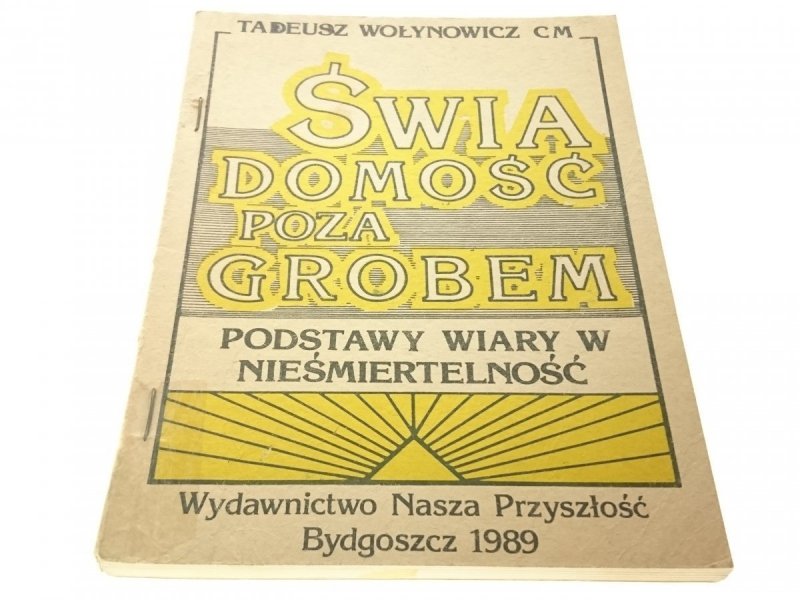 TADEUSZ WOŁYNOWICZ CM
ŚWIA
DOMOŚĆ
POZA
GROBEM
PODSTAWY WIARY W
NIEŚMIERTELNOŚĆ
Wydawnictwo Nasza Przyszłość
Bydgoszcz 1989